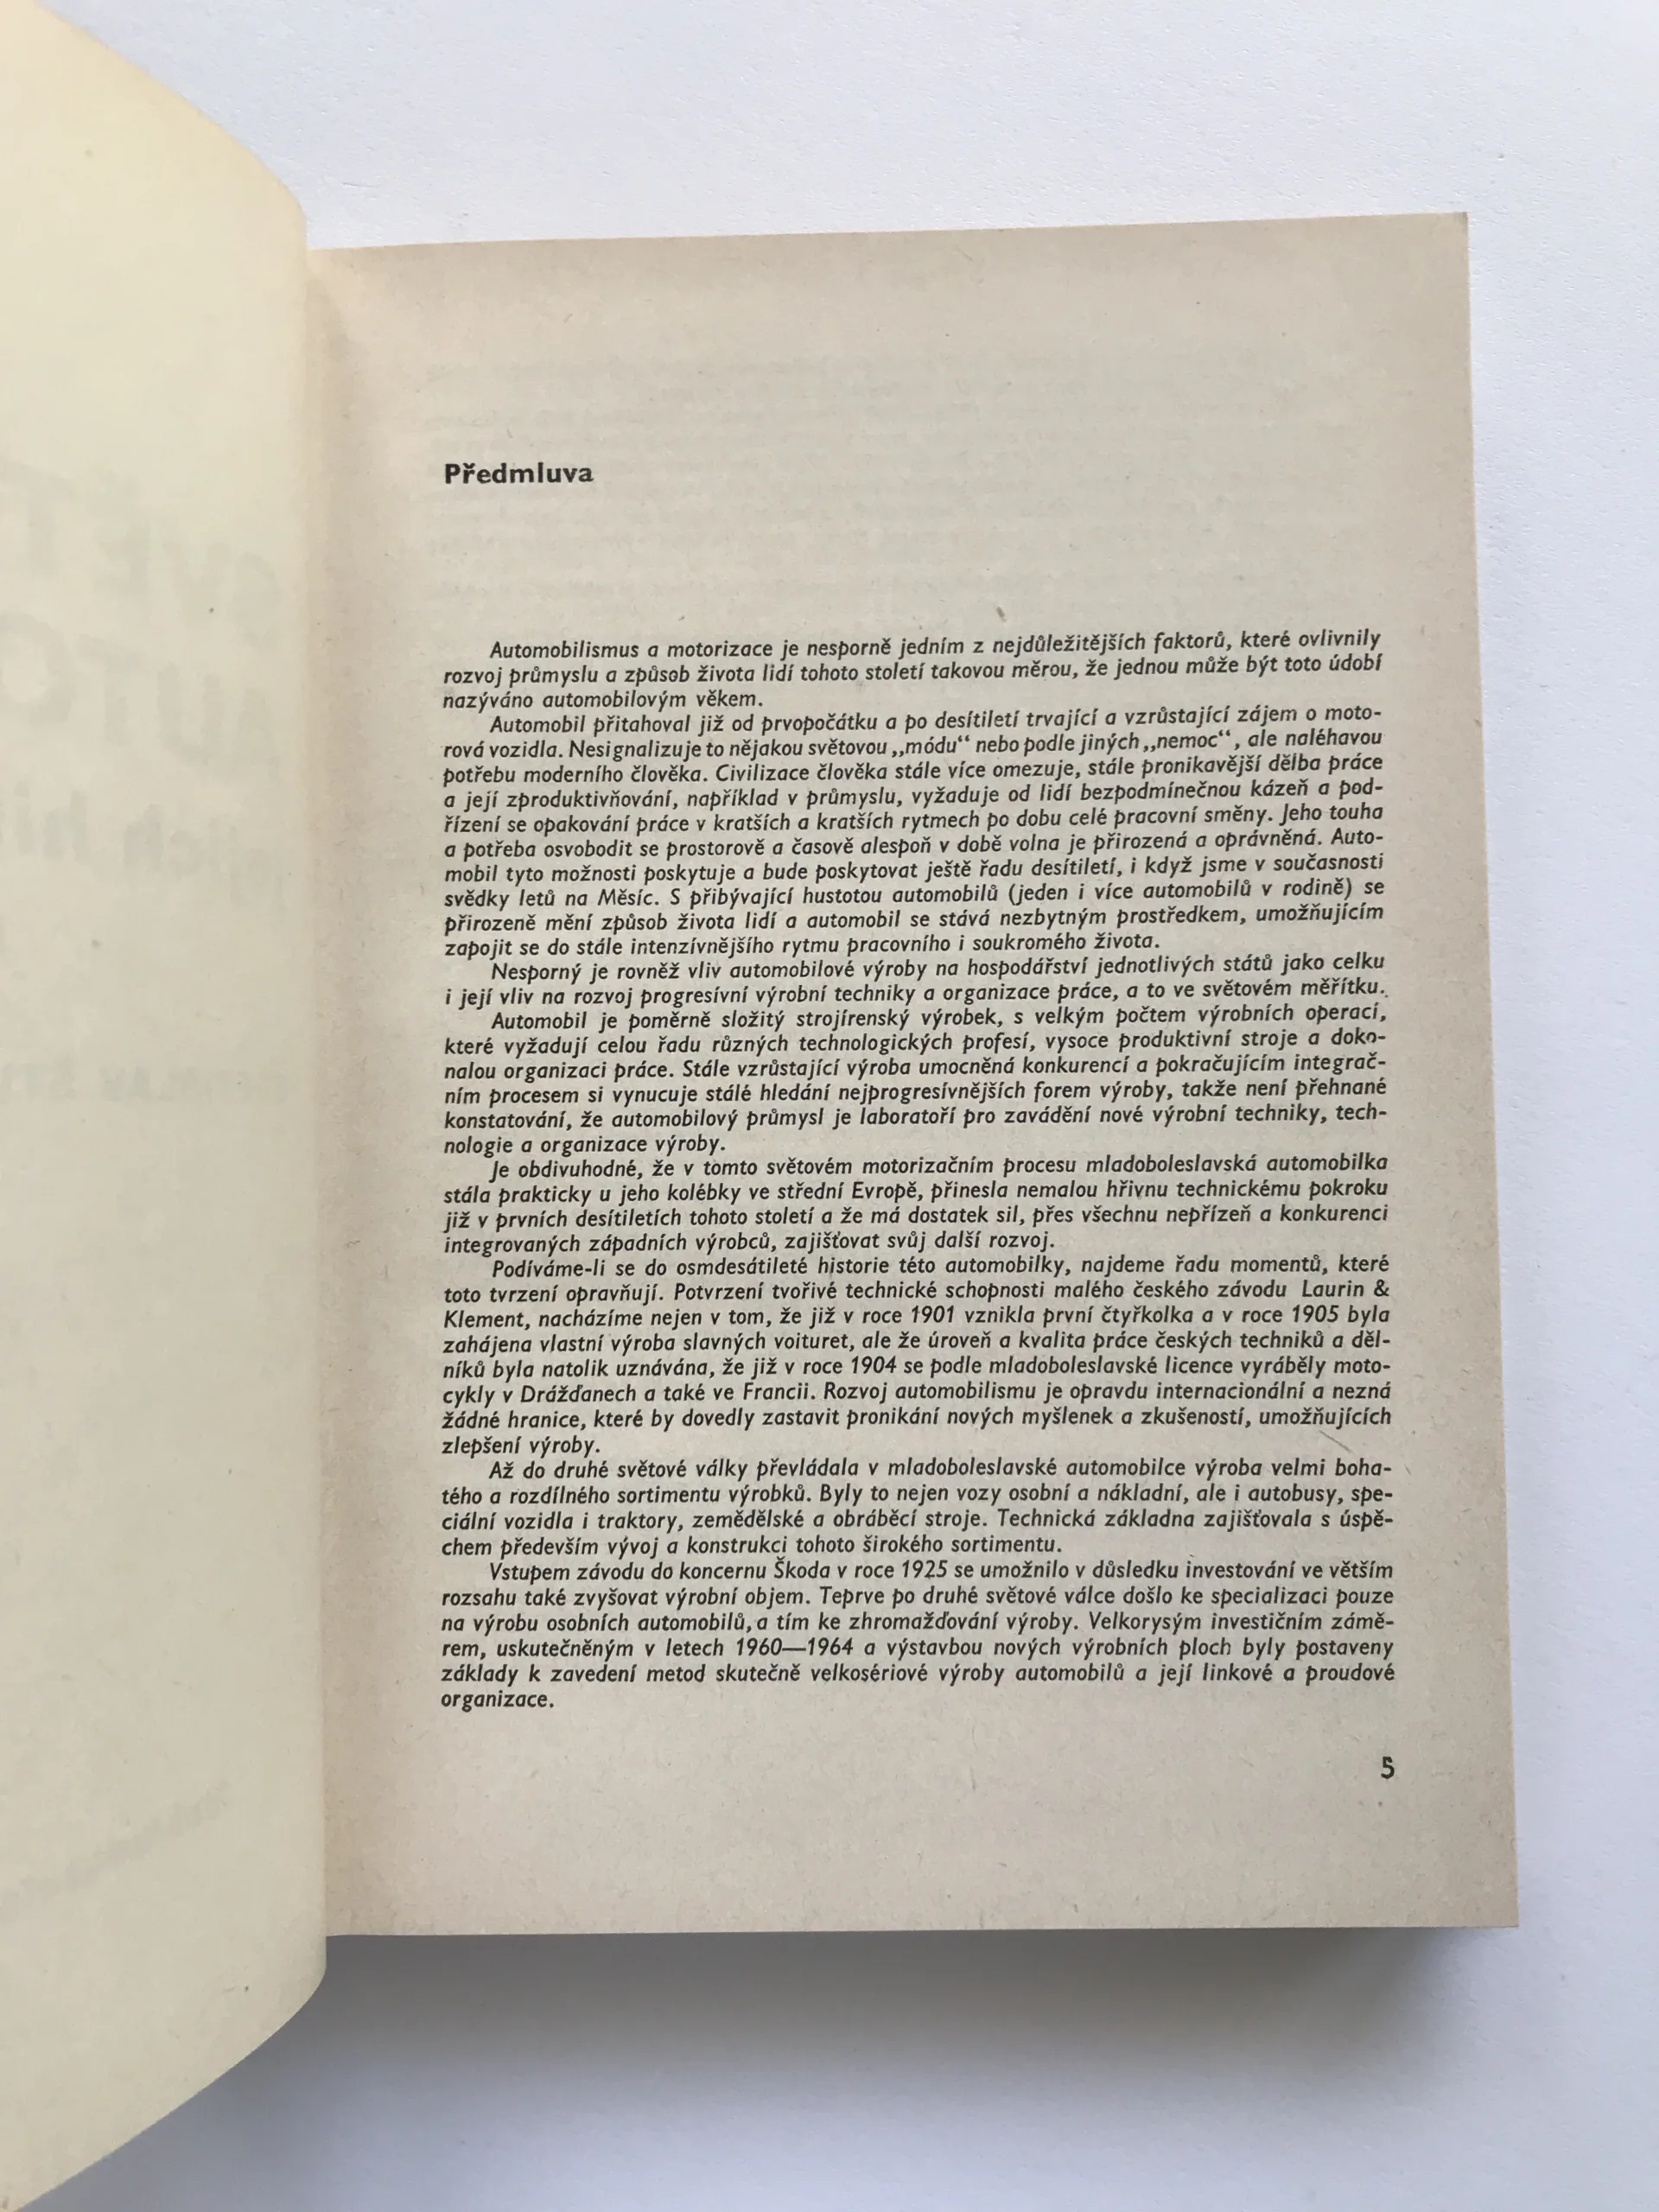 Předmluva
Automobilismus a motorizace je nesporně jedním z nejdůležitějších faktorů, které ovlivnily
rozvoj průmyslu a způsob života lidí tohoto století takovou měrou, že jednou může být toto údobí
nazýváno automobilovým věkem.
Automobil přitahoval již od prvopočátku a po desítiletí trvající a vzrůstající zájem o moto-
rová vozidla. Nesignalizuje to nějakou světovou „módu“ nebo podle jiných „nemoc“, ale naléhavou
potřebu moderního člověka. Civilizace člověka stále více omezuje, stále pronikavější dělba práce
a její zproduktivňování, například v průmyslu, vyžaduje od lidí bezpodmínečnou kázeň a pod-
řízení se opakování práce v kratších a kratších rytmech po dobu celé pracovní směny. Jeho touha
a potřeba osvobodit se prostorově a časově alespoň v době volna je přirozená a oprávněná. Auto-
mobil tyto možnosti poskytuje a bude poskytovat ještě řadu desítiletí, i když jsme v současnosti
svědky letů na Měsíc. S přibývající hustotou automobilů (jeden i více automobilů v rodině) se
přirozeně mění způsob života lidí a automobil se stává nezbytným prostředkem, umožňujícím
zapojit se do stále intenzívnějšího rytmu pracovního i soukromého života.
Nesporný je rovněž vliv automobilové výroby na hospodářství jednotlivých států jako celku
i její vliv na rozvoj progresívní výrobní techniky a organizace práce, a to ve světovém měřítku.
Automobil je poměrně složitý strojírenský výrobek, s velkým počtem výrobních operací,
které vyžadují celou řadu různých technologických profesí, vysoce produktivní stroje a doko-
nalou organizaci práce. Stále vzrůstající výroba umocněná konkurencí a pokračujícím integrač-
ním procesem si vynucuje stálé hledání nejprogresívnějších forem výroby, takže není přehnané
konstatování, že automobilový průmysl je laboratoří pro zavádění nové výrobní techniky, tech-
nologie a organizace výroby.
Je obdivuhodné, že v tomto světovém motorizačním procesu mladoboleslavská automobilka
stála prakticky u jeho kolébky ve střední Evropě, přinesla nemalou hřivnu technickému pokroku
již v prvních desítiletích tohoto století a že má dostatek sil, přes všechnu nepřízeň a konkurenci
integrovaných západních výrobců, zajišťovat svůj další rozvoj.
Podíváme-li se do osmdesátileté historie této automobilky, najdeme řadu momentů, které
toto tvrzení opravňují. Potvrzení tvořivé technické schopnosti malého českého závodu Laurin &
Klement, nacházíme nejen v tom, že již v roce 1901 vznikla první čtyřkolka a v roce 1905 byla
zahájena vlastní výroba slavných voituret, ale že úroveň a kvalita práce českých techniků a děl-
níků byla natolik uznávána, že již v roce 1904 se podle mladoboleslavské licence vyráběly moto-
cykly v Drážďanech a také ve Francii. Rozvoj automobilismu je opravdu internacionální a nezná
žádné hranice, které by dovedly zastavit pronikání nových myšlenek a zkušeností, umožňujících
zlepšení výroby.
Až do druhé světové války převládala v mladoboleslavské automobilce výroba velmi boha-
tého a rozdílného sortimentu výrobků. Byly to nejen vozy osobní a nákladní, ale i autobusy, spe-
ciální vozidla i traktory, zemědělské a obráběcí stroje. Technická základna zajišťovala s úspě-
chem především vývoj a konstrukci tohoto širokého sortimentu.
Vstupem závodu do koncernu Škoda v roce 1925 se umožnilo v důsledku investování ve větším
rozsahu také zvyšovat výrobní objem. Teprve po druhé světové válce došlo ke specializaci pouze
na výrobu osobních automobilů, a tím ke zhromažďování výroby. Velkorysým investičním zámě-
rem, uskutečněným v letech 1960—1964 a výstavbou nových výrobních ploch byly postaveny
základy k zavedení metod skutečně velkosériové výroby automobilů a její linkové a proudové
organizace.
5